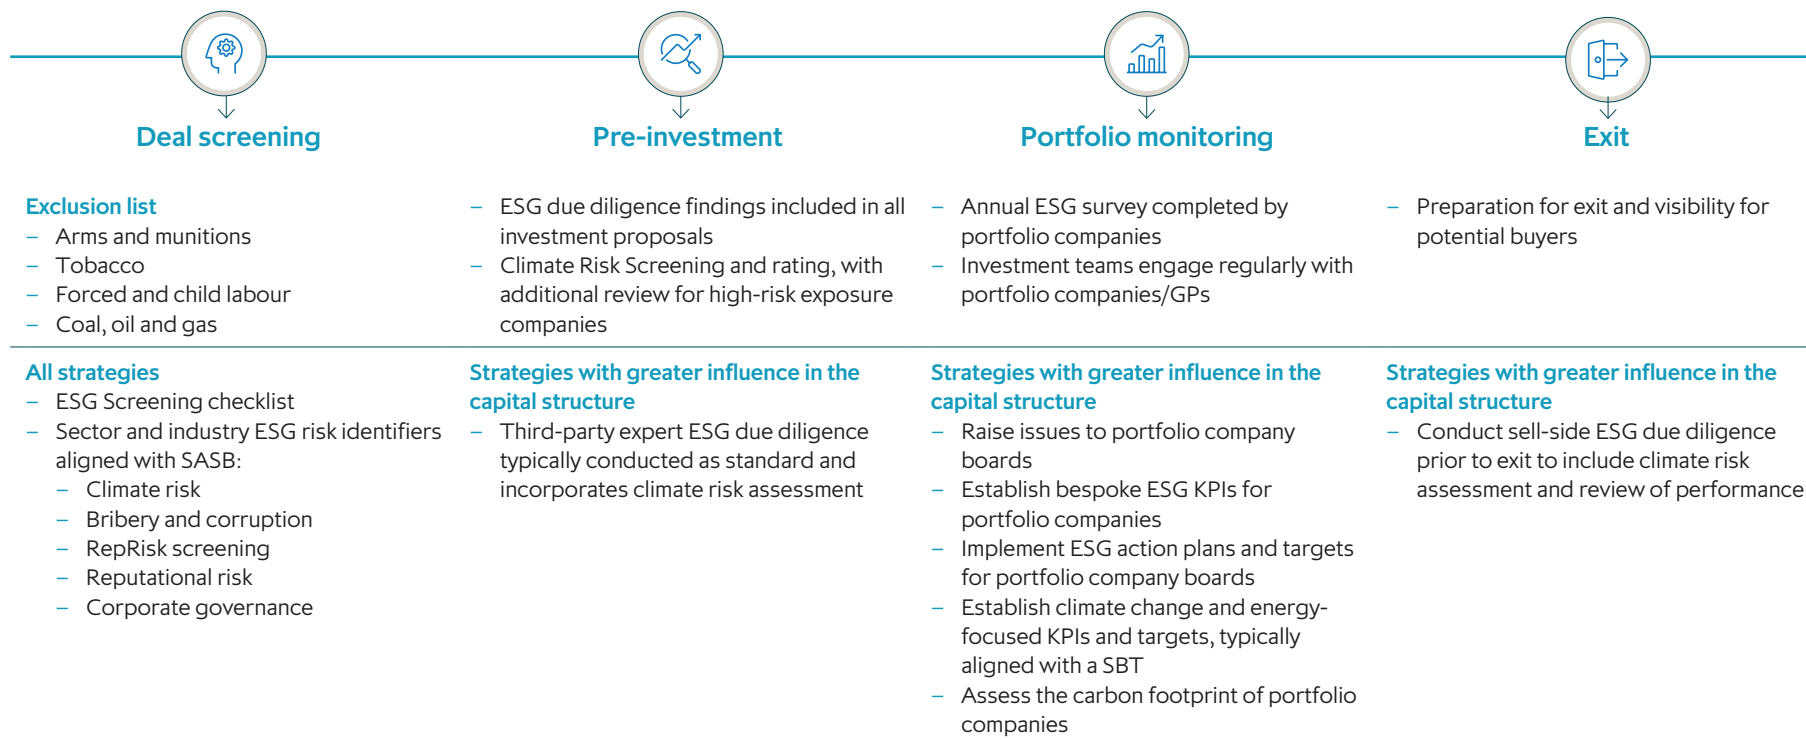 Deal screening
Exclusion list
– Arms and munitions
– Tobacco
– Forced and child labour
– Coal, oil and gas
All strategies
– ESG Screening checklist
– Sector and industry ESG risk identifiers
aligned with SASB:
– Climate risk
– Bribery and corruption
– RepRisk screening
– Reputational risk
– Corporate governance
Pre-investment
– ESG due diligence findings included in all
investment proposals
– Climate Risk Screening and rating, with
additional review for high-risk exposure
companies
Strategies with greater influence in the
capital structure
– Third-party expert ESG due diligence
typically conducted as standard and
incorporates climate risk assessment
Portfolio monitoring
– Annual ESG survey completed by
portfolio companies
– Investment teams engage regularly with
portfolio companies/GPs
Strategies with greater influence in the
capital structure
– Raise issues to portfolio company
boards
– Establish bespoke ESG KPIs for
portfolio companies
– Implement ESG action plans and targets
for portfolio company boards
– Establish climate change and energy-
focused KPIs and targets, typically
aligned with a SBT
– Assess the carbon footprint of portfolio
companies
Exit
– Preparation for exit and visibility for
potential buyers
Strategies with greater influence in the
capital structure
– Conduct sell-side ESG due diligence
prior to exit to include climate risk
assessment and review of performance